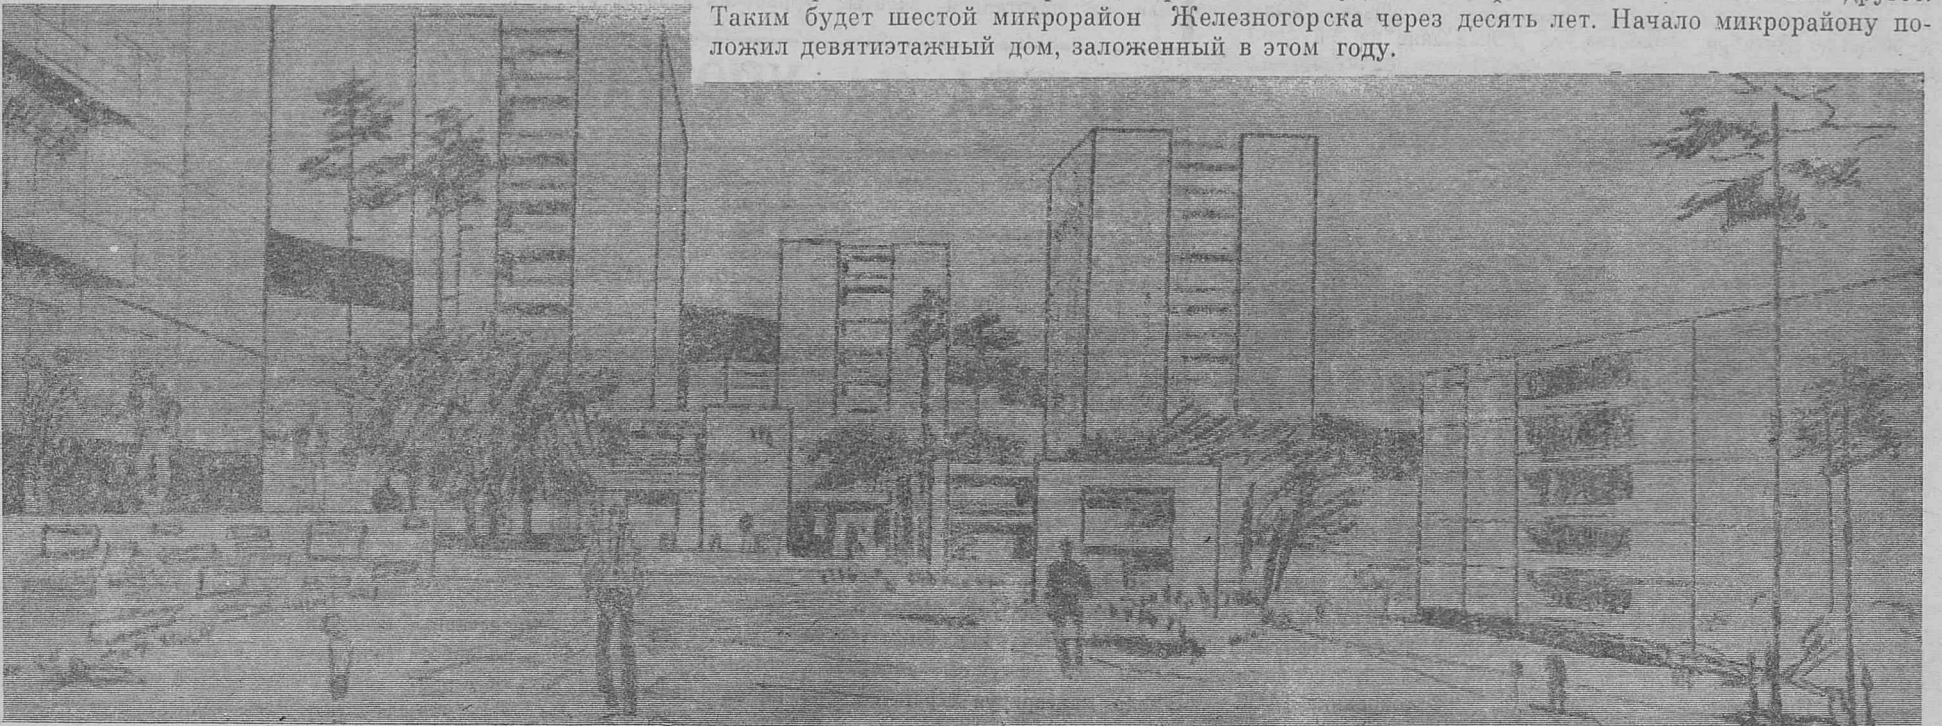 Таким будет шестой микрорайон Железногорска через десять лет. Начало микрорайону по-
ложил девятиэтажный дом, заложенный в этом году.